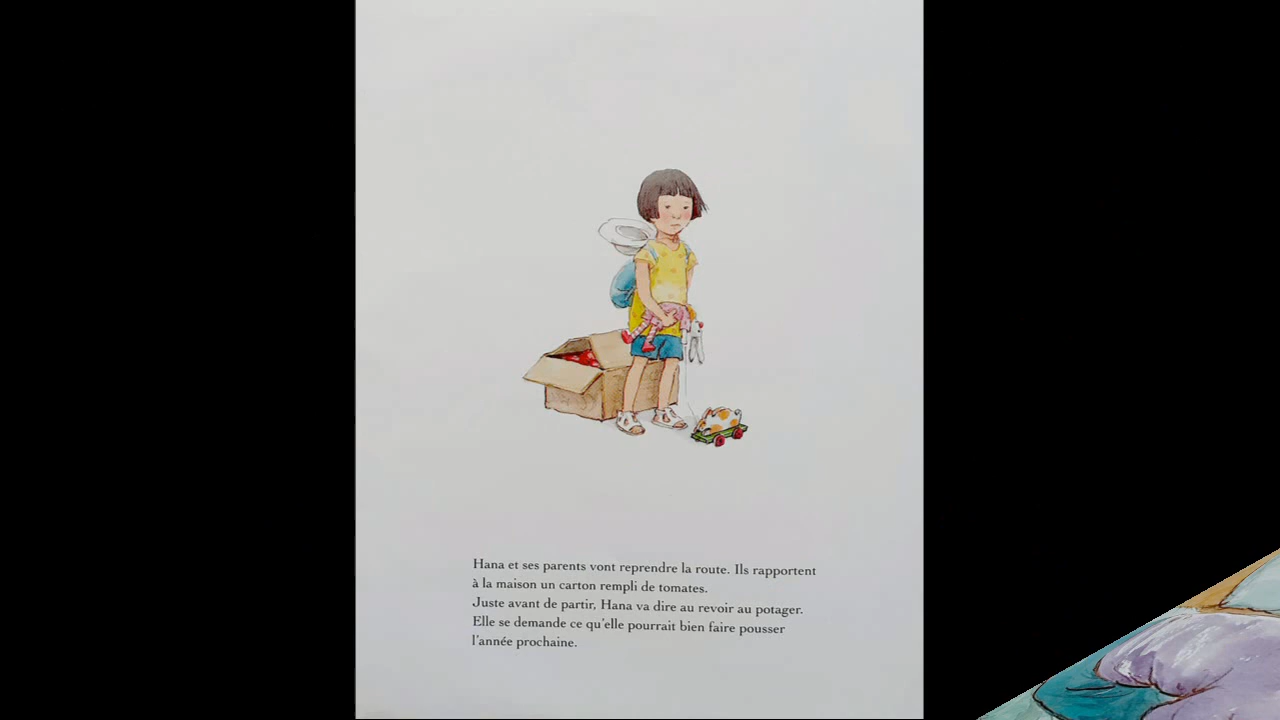 Hana et ses parents vont reprendre la route. Ils rapportent
à la maison un carton rempli de tomates.
Juste avant de partir, Hana va dire au revoir au potager.
Elle se demande ce qu'elle pourrait bien faire pousser
l'année prochaine.